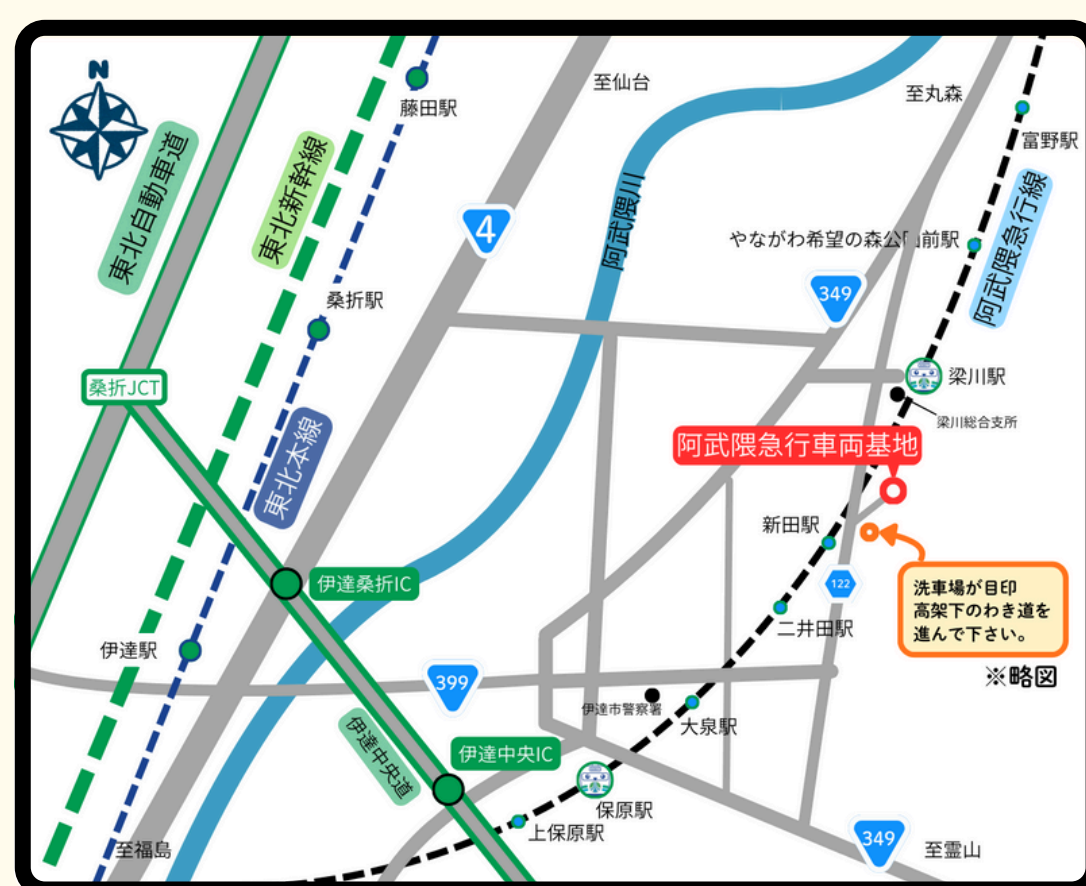 N
至仙台
至丸森
藤田駅
富野駅
東北自動車道
東北新幹線
阿武隈川
阿武隈急行線
4
やながわ希望の森公園前駅
349
桑折駅
桑折JCT
梁川駅
梁川総合支所
阿武隈急行車両基地
東北本線
新田駅
伊達桑折IC
122
洗車場が目印
高架下のわき道を
進んで下さい。
二井田駅
伊達駅
※略図
399
伊達市警察署
大泉駅
伊達中央道
伊達中央IC
保原駅
上保原駅
至福島
349
至霊山